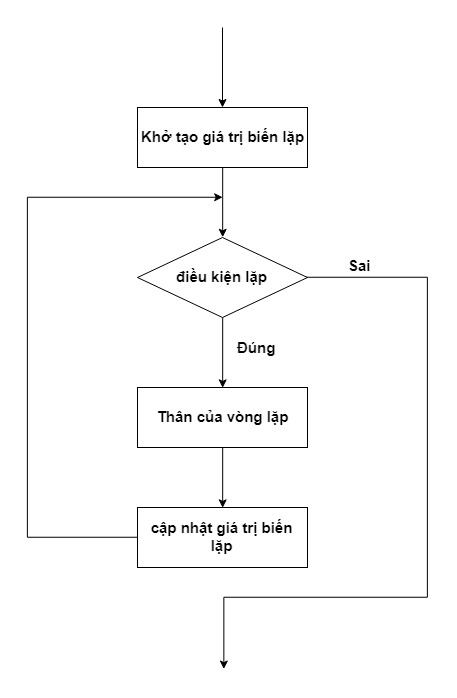 Khở tạo giá trị biến lặp
điều kiện lặp
Sai
Đúng
Thân của vòng lặp
cập nhật giá trị biến
lặp